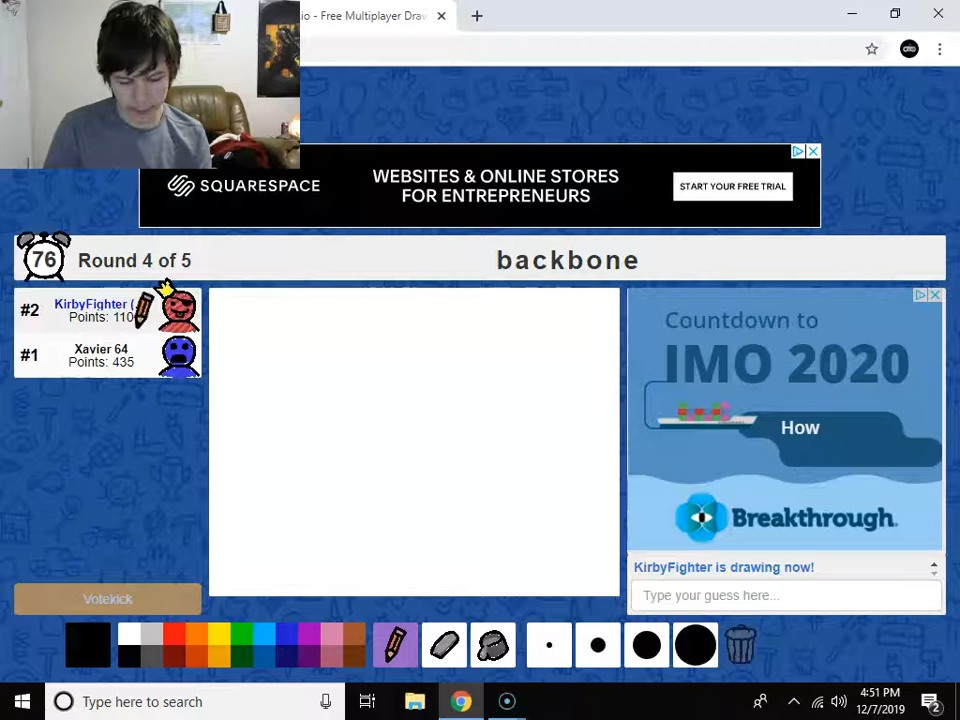 io - Free Multiplayer Draw
SQUARESPACE
WEBSITES & ONLINE STORES
FOR ENTREPRENEURS
START YOUR FREE TRIAL
76
Round 4 of 5
backbone
#2
KirbyFighter (
Points: 110
#1
Xavier 64
Points: 435
Countdown to
IMO 2020
How
Breakthrough.
KirbyFighter is drawing now!
Type your guess here...
Votekick
Type here to search
4:51 PM
12/7/2019
2